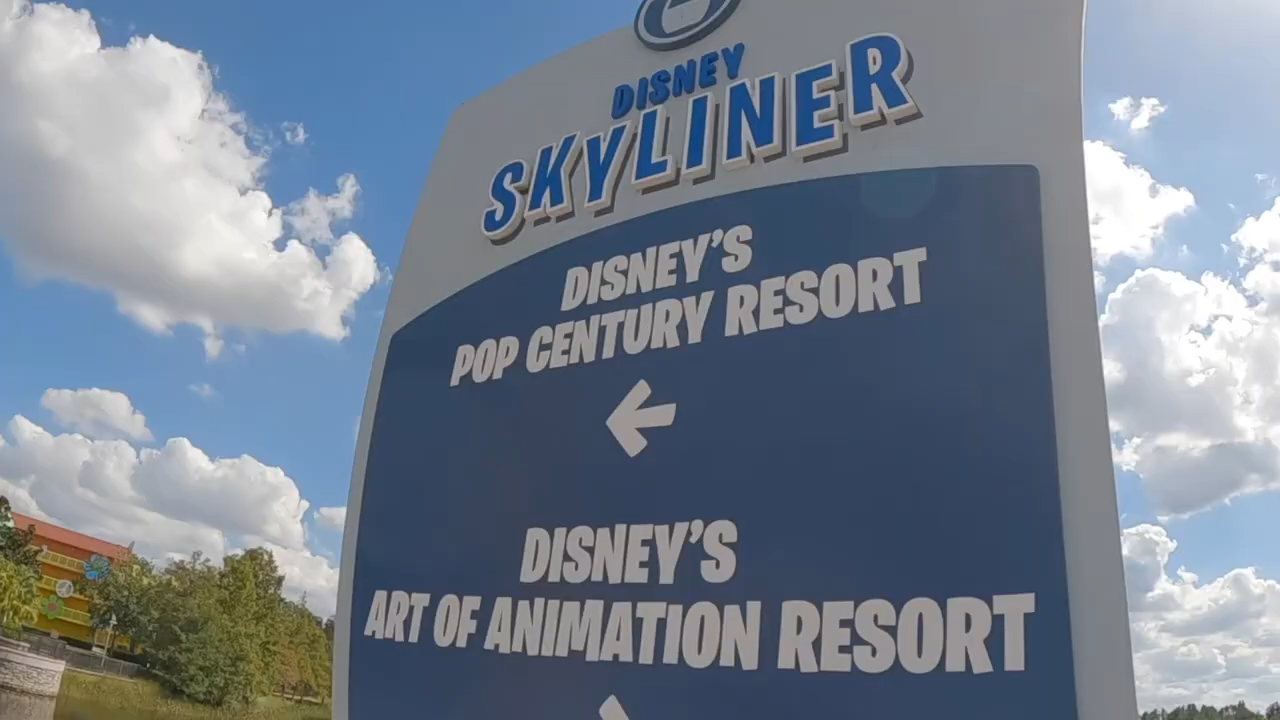 DISNEY
SKYLINER
DISNEY'S
POP CENTURY RESORT
DISNEY'S
ART OF ANIMATION RESORT